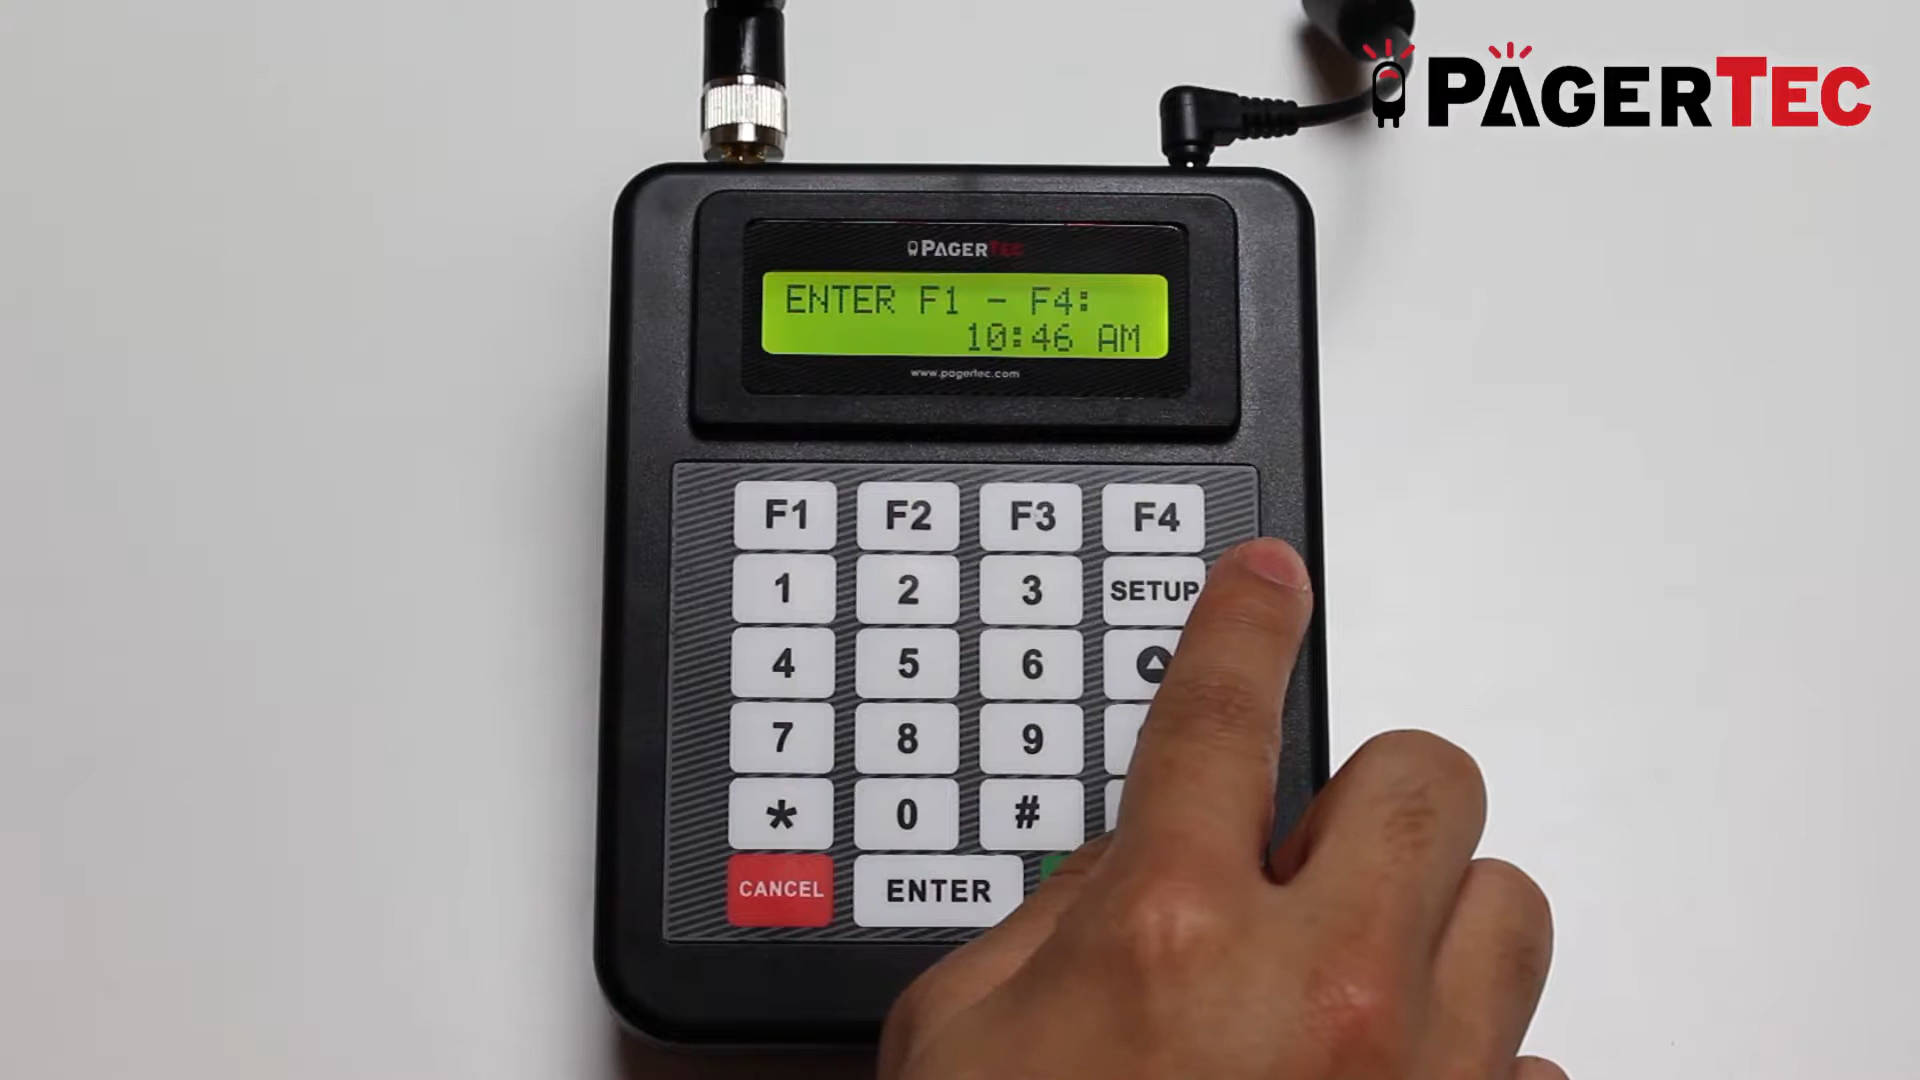 PAGERTEC
PAGERTEC
ENTER F1 - F4:
10:46 AM
www.pagertec.com
F1 F2 F3 F4
1 2 3 SETUP
4 5 6
7 8 9
* 0 #
CANCEL ENTER